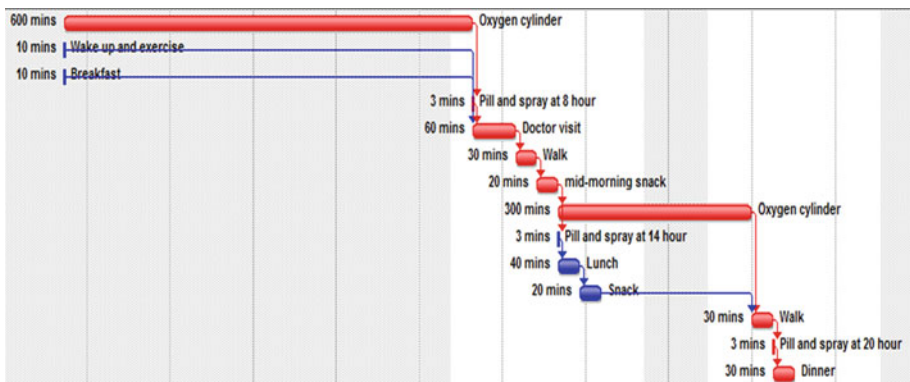 600 mins Oxygen cylinder
10 mins Wake up and exercise
10 mins Breakfast
3 mins Pill and spray at 8 hour
60 mins Doctor visit
30 mins Walk
20 mins mid-morning snack
300 mins Oxygen cylinder
3 mins Pill and spray at 14 hour
40 mins Lunch
20 mins Snack
30 mins Walk
3 mins Pill and spray at 20 hour
30 mins Dinner